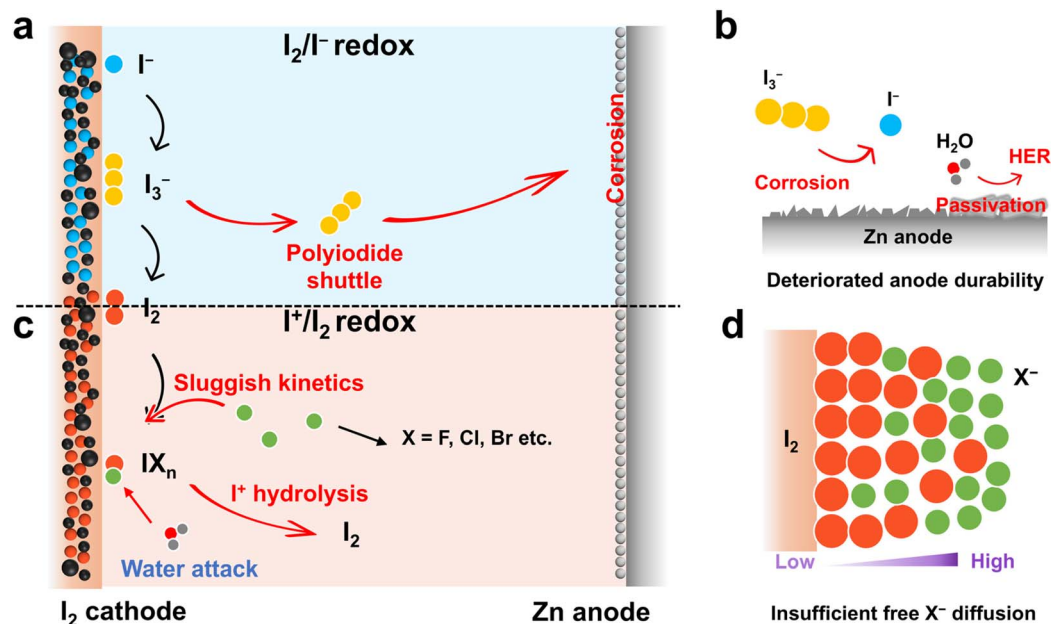 a
I₂/I⁻ redox
I⁻
I₃⁻
Polyiodide
shuttle
Corrosion
I₂
b
I₃⁻
I⁻
H₂O
HER
Corrosion
Passivation
Zn anode
Deteriorated anode durability
c
I⁺/I₂ redox
Sluggish kinetics
X = F, Cl, Br etc.
IXₙ
I⁺ hydrolysis
I₂
Water attack
I₂ cathode
Zn anode
d
X⁻
I₂
Low
High
Insufficient free X⁻ diffusion